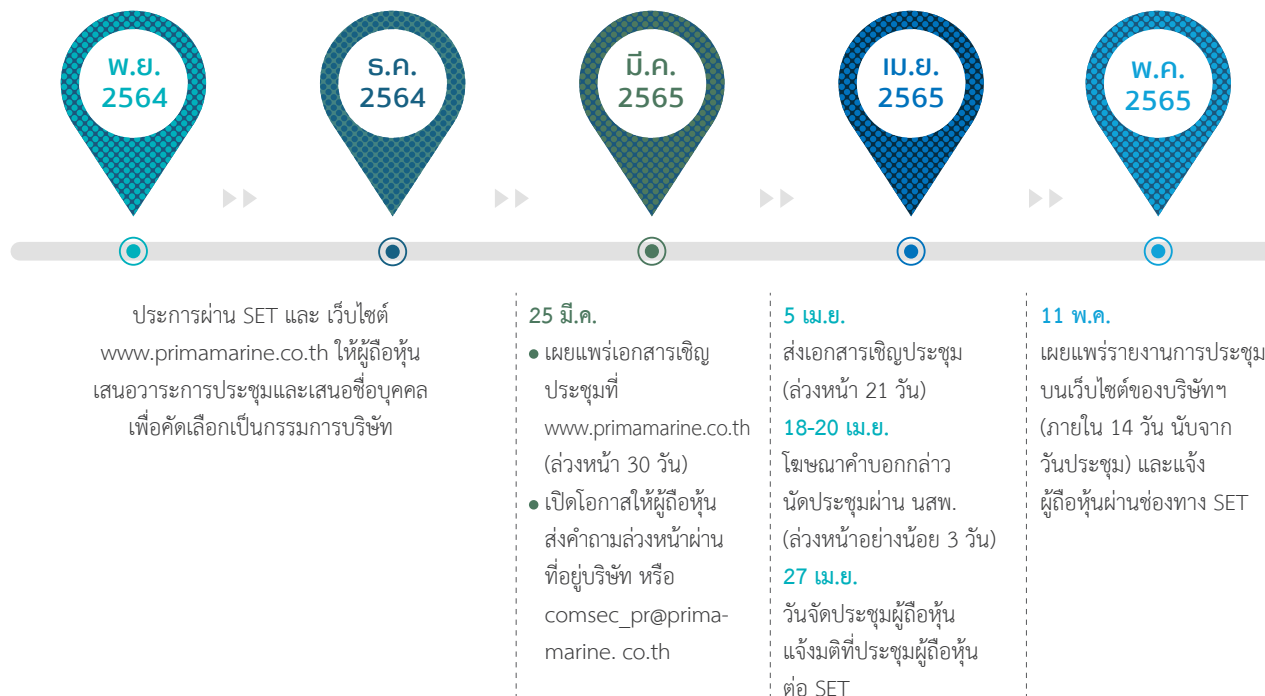 พ.ย.
2564
ธ.ค.
2564
มี.ค.
2565
เม.ย.
2565
พ.ค.
2565
ประการผ่าน SET และ เว็บไซต์
www.primamarine.co.th ให้ผู้ถือหุ้น
เสนอวาระการประชุมและเสนอชื่อบุคคล
เพื่อคัดเลือกเป็นกรรมการบริษัท
25 มี.ค.
● เผยแพร่เอกสารเชิญ
ประชุมที่
www.primamarine.co.th
(ล่วงหน้า 30 วัน)
● เปิดโอกาสให้ผู้ถือหุ้น
ส่งคำถามล่วงหน้าผ่าน
ที่อยู่บริษัท หรือ
comsec_pr@prima-
marine. co.th
5 เม.ย.
ส่งเอกสารเชิญประชุม
(ล่วงหน้า 21 วัน)
18-20 เม.ย.
โฆษณาคำบอกกล่าว
นัดประชุมผ่าน นสพ.
(ล่วงหน้าอย่างน้อย 3 วัน)
27 เม.ย.
วันจัดประชุมผู้ถือหุ้น
แจ้งมติที่ประชุมผู้ถือหุ้น
ต่อ SET
11 พ.ค.
เผยแพร่รายงานการประชุม
บนเว็บไซต์ของบริษัทฯ
(ภายใน 14 วัน นับจาก
วันประชุม) และแจ้ง
ผู้ถือหุ้นผ่านช่องทาง SET